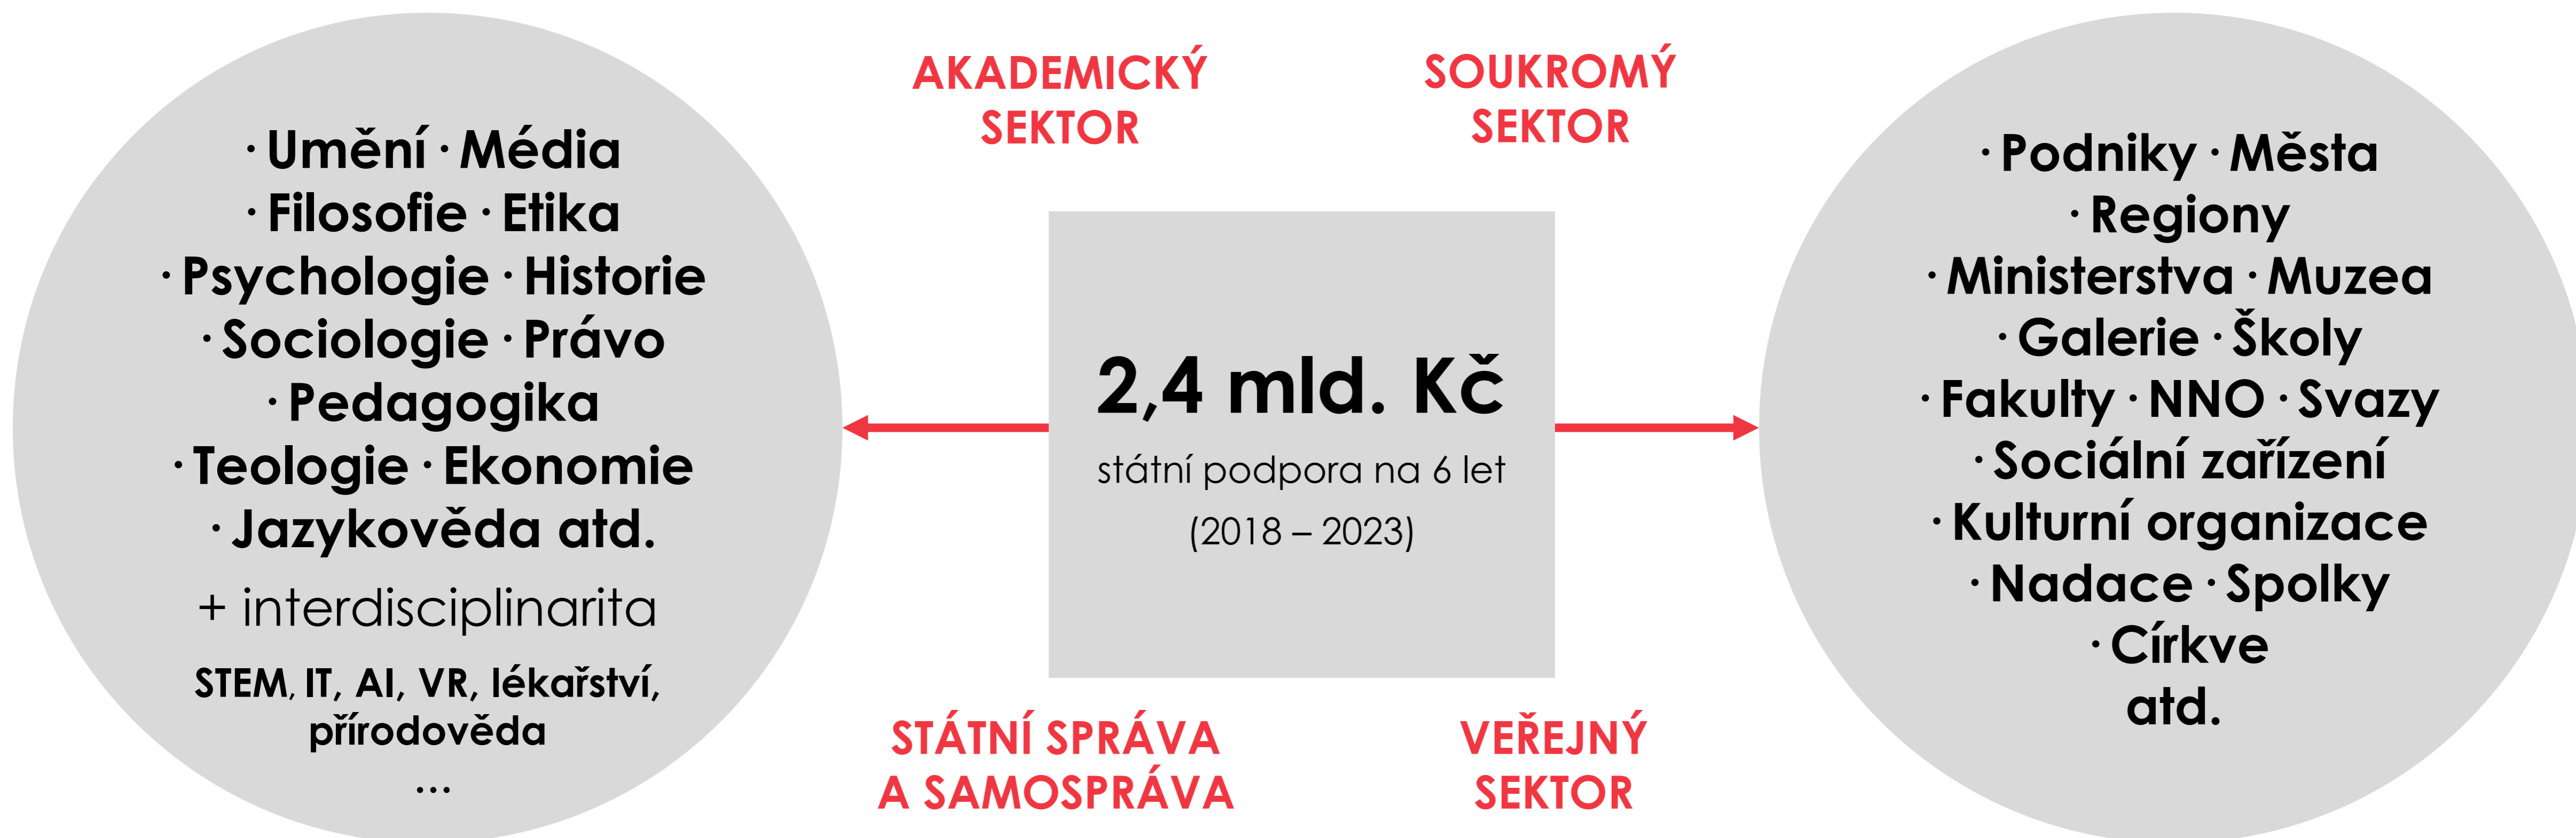 · Umění · Média
· Filosofie · Etika
· Psychologie · Historie
· Sociologie · Právo
· Pedagogika
· Teologie · Ekonomie
· Jazykověda atd.
+ interdisciplinarita
STEM, IT, AI, VR, lékařství,
přírodověda
...
AKADEMICKÝ
SEKTOR
SOUKROMÝ
SEKTOR
2,4 mld. Kč
státní podpora na 6 let
(2018 – 2023)
STÁTNÍ SPRÁVA
A SAMOSPRÁVA
VEŘEJNÝ
SEKTOR
· Podniky · Města
· Regiony
· Ministerstva · Muzea
· Galerie · Školy
· Fakulty · NNO · Svazy
· Sociální zařízení
· Kulturní organizace
· Nadace · Spolky
· Církve
atd.